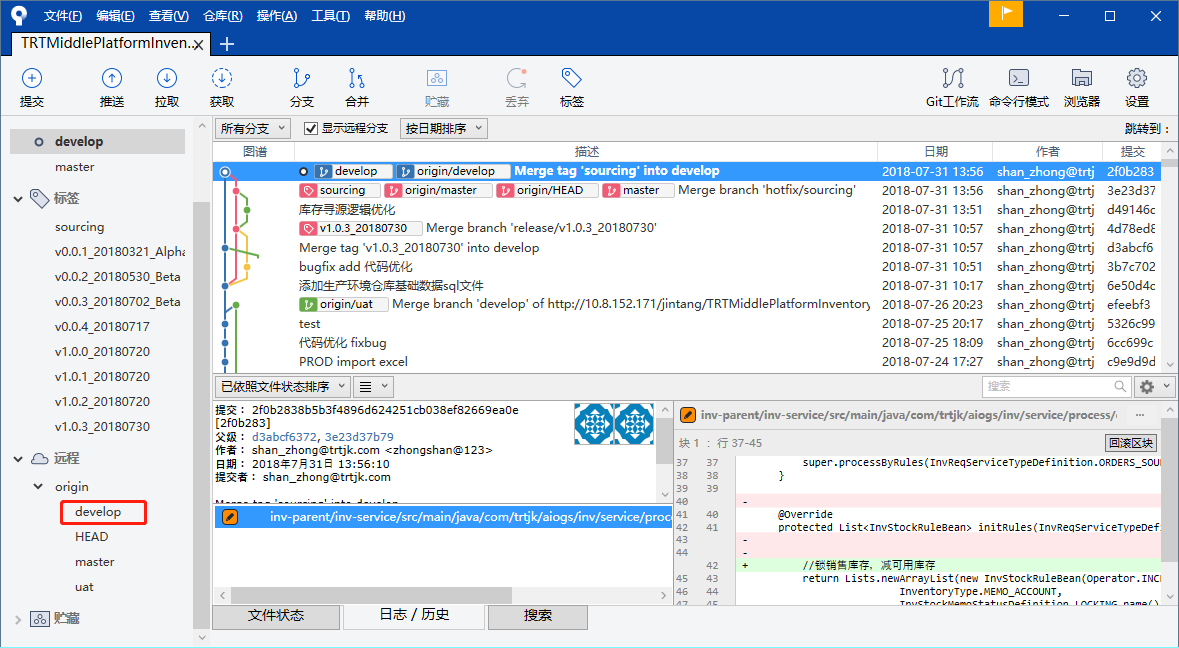 文件(F) 编辑(E) 查看(V) 仓库(R) 操作(A) 工具(T) 帮助(H)
TRTMiddlePlatformInven..
提交 推送 拉取 获取 分支 合并 贮藏 丢弃 标签 Git工作流 命令行模式 浏览器 设置
develop
master
标签
sourcing
v0.0.1_20180321_Alpha
v0.0.2_20180530_Beta
v0.0.3_20180702_Beta
v0.0.4_20180717
v1.0.0_20180720
v1.0.1_20180720
v1.0.2_20180720
v1.0.3_20180730
远程
origin
develop
HEAD
master
uat
贮藏
所有分支 显示远程分支 按日期排序 跳转到：
图谱 描述 日期 作者 提交
develop origin/develop Merge tag 'sourcing' into develop 2018-07-31 13:56 shan_zhong@trtj 2f0b283
sourcing origin/master origin/HEAD master Merge branch 'hotfix/sourcing' 2018-07-31 13:56 shan_zhong@trtj 3e23d37
库存寻源逻辑优化 2018-07-31 13:51 shan_zhong@trtj d49146c
v1.0.3_20180730 Merge branch 'release/v1.0.3_20180730' 2018-07-31 10:57 shan_zhong@trtj 4d78ed8
Merge tag 'v1.0.3_20180730' into develop 2018-07-31 10:57 shan_zhong@trtj d3abcf6
bugfix add 代码优化 2018-07-31 10:51 shan_zhong@trtj 3b7c702
添加生产环境仓库基础数据sql文件 2018-07-31 10:17 shan_zhong@trtj 6e50d4c
origin/uat Merge branch 'develop' of http://10.8.152.171/jintang/TRTMiddlePlatformInventory 2018-07-26 20:23 shan_zhong@trtj efeebf3
test 2018-07-25 20:17 shan_zhong@trtj 5326c99
代码优化 fixbug 2018-07-25 18:09 shan_zhong@trtj 6cc699c
PROD import excel 2018-07-24 17:27 shan_zhong@trtj c9e9d9d
已依照文件状态排序 搜索
提交： 2f0b2838b5b3f4896d624251cb038ef82669ea0e
[2f0b283]
父级： d3abcf6372, 3e23d37b79
作者： shan_zhong@trtjk.com <zhongshan@123>
日期： 2018年7月31日 13:56:10
提交者： shan_zhong@trtjk.com
Merge tag 'sourcing' into develop
inv-parent/inv-service/src/main/java/com/trtjk/aiogs/inv/service/proc
文件状态 日志 / 历史 搜索
inv-parent/inv-service/src/main/java/com/trtjk/aiogs/inv/service/process/ ...
块 1 ：行 37-45 回滚区块
37 37 super.processByRules(InvReqServiceTypeDefinition.ORDERS_SOU
38 38 }
39 39
40 -
41 40 @Override
42 41 protected List<InvStockRuleBean> initRules(InvReqServiceTypeDef
43 -
44 -
42 + //锁销售库存，减可用库存
45 43 return Lists.newArrayList(new InvStockRuleBean(Operator.INC
46 44 InventoryType.MEMO_ACCOUNT,
47 45 InvStockMemoStatusDefinition.LOCKING.name()